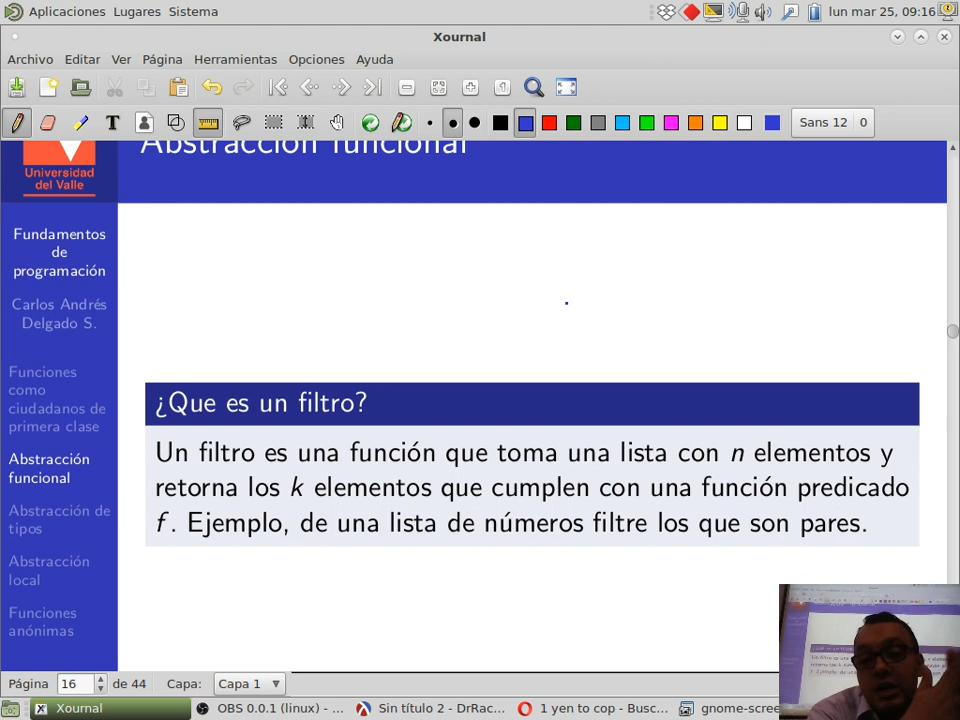 Aplicaciones Lugares Sistema
lun mar 25, 09:16
Xournal
Archivo Editar Ver Página Herramientas Opciones Ayuda
Sans 12 0
Abstracción funcional
Universidad
del Valle
Fundamentos
de
programación
Carlos Andrés
Delgado S.
Funciones
como
ciudadanos de
primera clase
Abstracción
funcional
Abstracción de
tipos
Abstracción
local
Funciones
anónimas
¿Que es un filtro?
Un filtro es una función que toma una lista con n elementos y
retorna los k elementos que cumplen con una función predicado
f. Ejemplo, de una lista de números filtre los que son pares.
Página 16 de 44 Capa: Capa 1
Xournal OBS 0.0.1 (linux) - ... Sin título 2 - DrRac... 1 yen to cop - Busc... gnome-scree